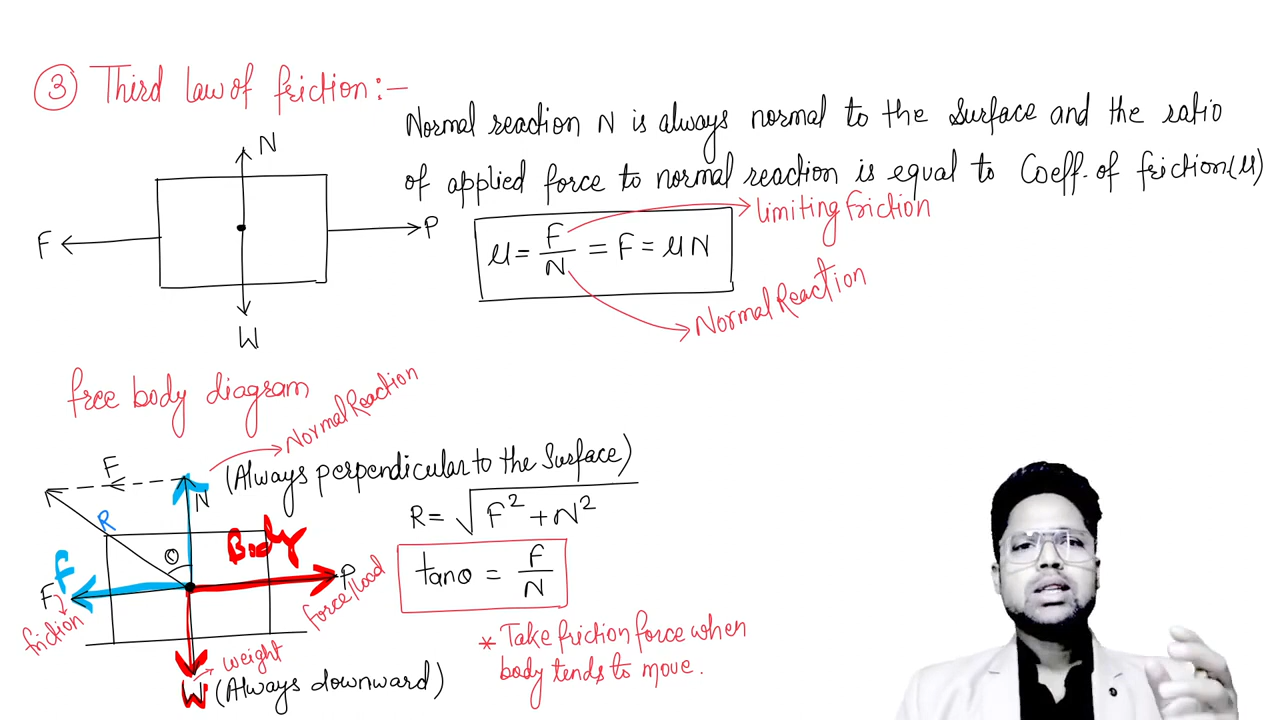 ③ Third law of friction:-
Normal reaction N is always normal to the surface and the ratio
of applied force to normal reaction is equal to Coeff. of friction(μ)
N
F
P
W
μ = F/N = F = μN
Limiting friction
Normal Reaction
free body diagram
Normal Reaction
F
N
(Always perpendicular to the surface)
R
R = √F² + N²
θ
Body
f
F
P
tanθ = F/N
friction
Force/Load
* Take friction force when
body tends to move.
weight
W (Always downward)